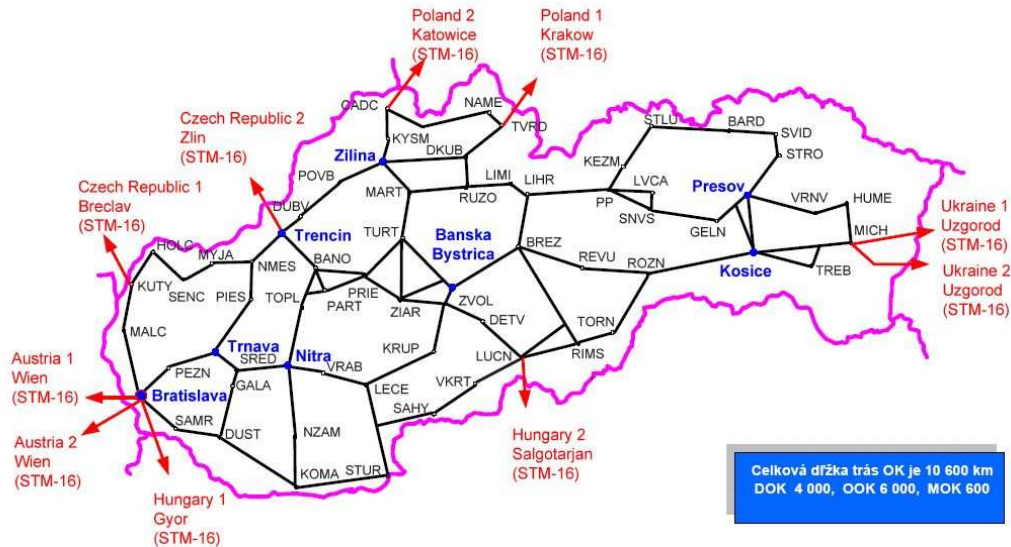 Poland 2
Katowice
(STM-16)
Poland 1
Krakow
(STM-16)
Czech Republic 2
Zlin
(STM-16)
Czech Republic 1
Breclav
(STM-16)
CADC
NAME
TVRD
KYSM
DKUB
Zilina
POVB
MART
RUZO
LIMI
LIHR
STLU
BARD
SVID
STRO
KEZM
LVCA
PP
SNVS
Presov
GELN
VRNV
HUME
MICH
TREB
Kosice
Ukraine 1
Uzgorod
(STM-16)
Ukraine 2
Uzgorod
(STM-16)
DUBV
Trencin
TURT
Banska
Bystrica
BREZ
REVU
ROZN
HOLC
MYJA
NMES
BANO
KUTY
SENC
PIES
TOPL
PART
PRIE
ZIAR
ZVOL
DETV
TORN
RIMS
LUCN
MALC
Trnava
SRED
Nitra
VRAB
KRUP
LECE
VKRT
SAHY
PEZN
GALA
Bratislava
SAMR
DUST
NZAM
KOMA
STUR
Austria 1
Wien
(STM-16)
Austria 2
Wien
(STM-16)
Hungary 1
Gyor
(STM-16)
Hungary 2
Salgotarjan
(STM-16)
Celková dľžka trás OK je 10 600 km
DOK 4 000, OOK 6 000, MOK 600